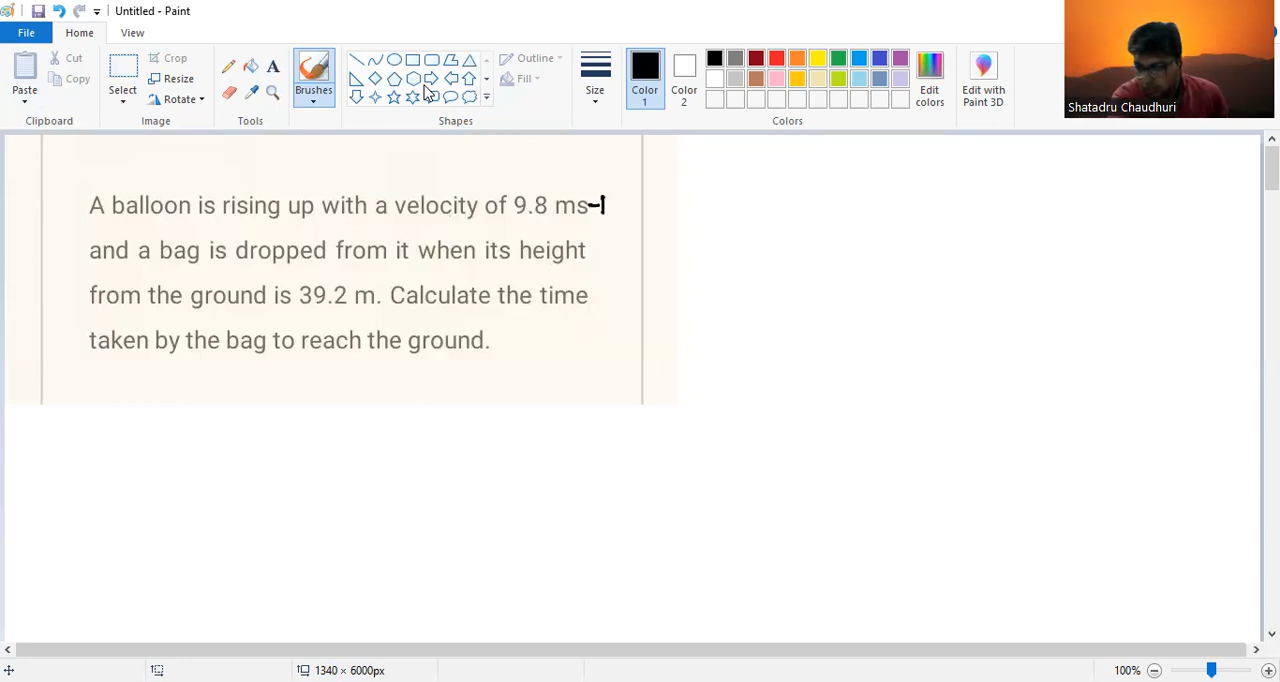 Untitled - Paint
File Home View
Paste
Cut
Copy
Clipboard
Select
Crop
Resize
Rotate
Image
A
Tools
Brushes
Outline
Fill
Shapes
Size
Color 1
Color 2
Edit colors
Colors
Edit with Paint 3D
Shatadru Chaudhuri
A balloon is rising up with a velocity of 9.8 ms-1
and a bag is dropped from it when its height
from the ground is 39.2 m. Calculate the time
taken by the bag to reach the ground.
1340 × 6000px
100%